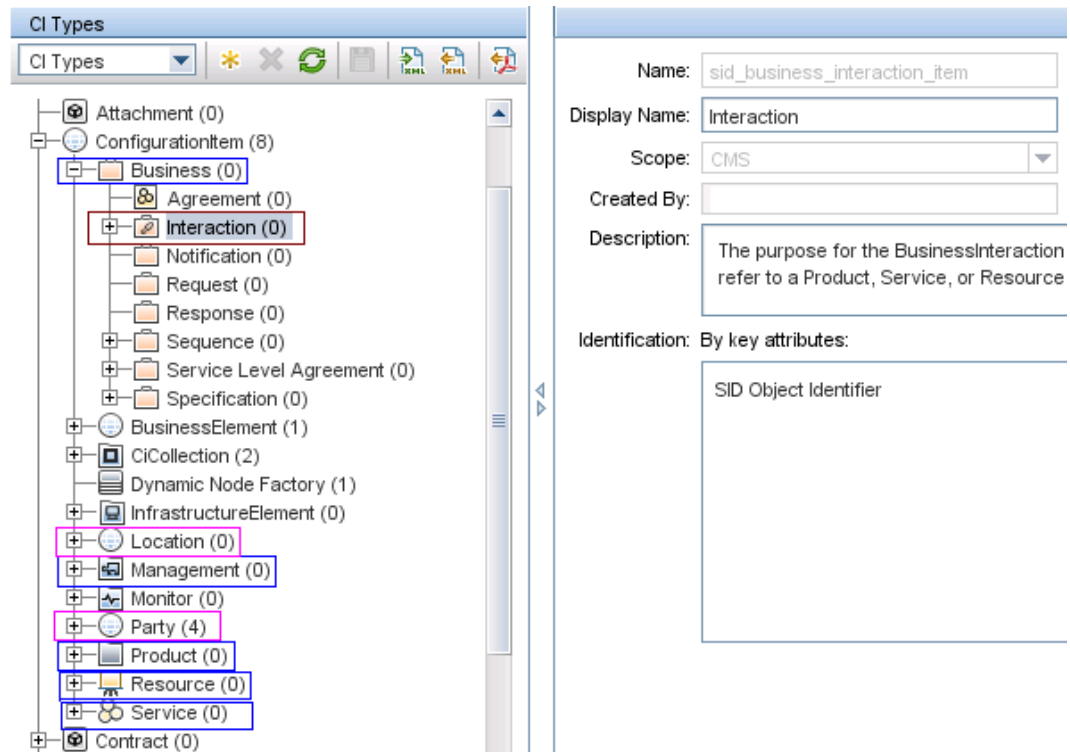 CI Types
CI Types
XML
XML
Attachment (0)
ConfigurationItem (8)
Business (0)
Agreement (0)
Interaction (0)
Notification (0)
Request (0)
Response (0)
Sequence (0)
Service Level Agreement (0)
Specification (0)
BusinessElement (1)
CiCollection (2)
Dynamic Node Factory (1)
InfrastructureElement (0)
Location (0)
Management (0)
Monitor (0)
Party (4)
Product (0)
Resource (0)
Service (0)
Contract (0)
Name: sid_business_interaction_item
Display Name: Interaction
Scope: CMS
Created By:
Description: The purpose for the BusinessInteraction
refer to a Product, Service, or Resource
Identification: By key attributes:
SID Object Identifier